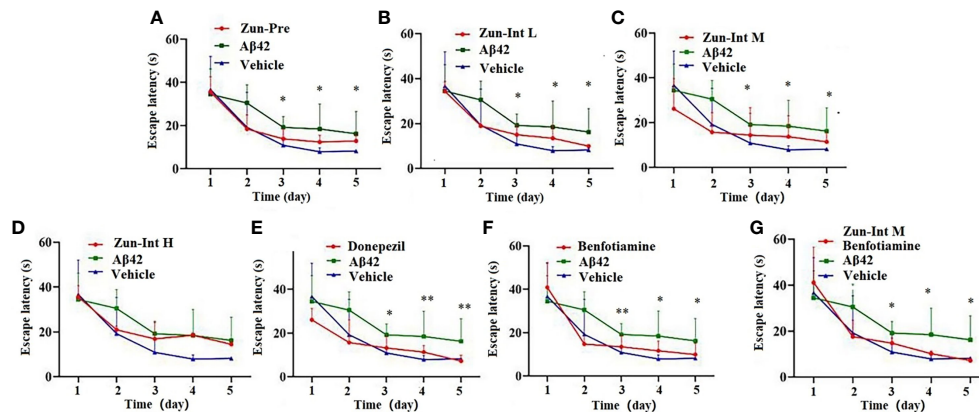 A
Zun-Pre
Aβ42
Vehicle
Escape latency (s)
60
40
20
0
* * *
1 2 3 4 5
Time (day)
B
Zun-Int L
Aβ42
Vehicle
Escape latency (s)
60
40
20
0
* * *
1 2 3 4 5
Time (day)
C
Zun-Int M
Aβ42
Vehicle
Escape latency (s)
60
40
20
0
* * *
1 2 3 4 5
Time (day)
D
Zun-Int H
Aβ42
Vehicle
Escape latency (s)
60
40
20
0
1 2 3 4 5
Time (day)
E
Donepezil
Aβ42
Vehicle
Escape latency (s)
40
20
0
* ** **
1 2 3 4 5
Time (day)
F
Benfotiamine
Aβ42
Vehicle
Escape latency (s)
60
40
20
0
** * *
1 2 3 4 5
Time (day)
G
Zun-Int M
Benfotiamine
Aβ42
Vehicle
Escape latency (s)
60
40
20
0
* * *
1 2 3 4 5
Time (day)